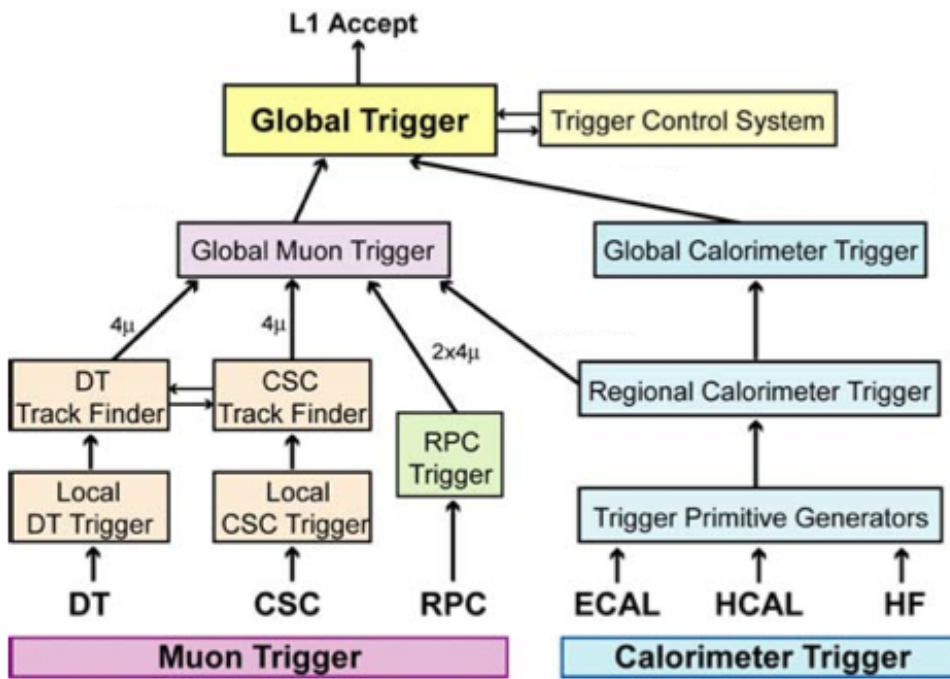 L1 Accept
Global Trigger
Trigger Control System
Global Muon Trigger
Global Calorimeter Trigger
4μ
4μ
2x4μ
DT
Track Finder
CSC
Track Finder
Regional Calorimeter Trigger
RPC
Trigger
Local
DT Trigger
Local
CSC Trigger
Trigger Primitive Generators
DT
CSC
RPC
ECAL
HCAL
HF
Muon Trigger
Calorimeter Trigger